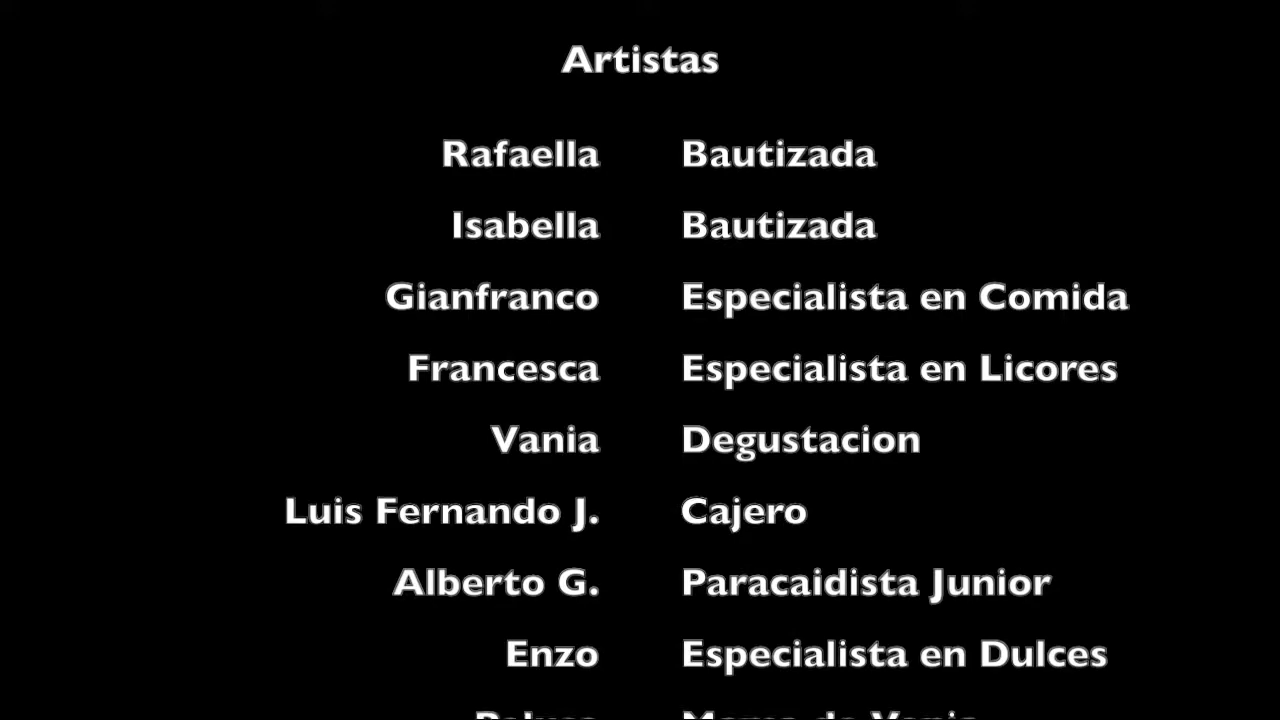 Artistas
Rafaella Bautizada
Isabella Bautizada
Gianfranco Especialista en Comida
Francesca Especialista en Licores
Vania Degustacion
Luis Fernando J. Cajero
Alberto G. Paracaidista Junior
Enzo Especialista en Dulces